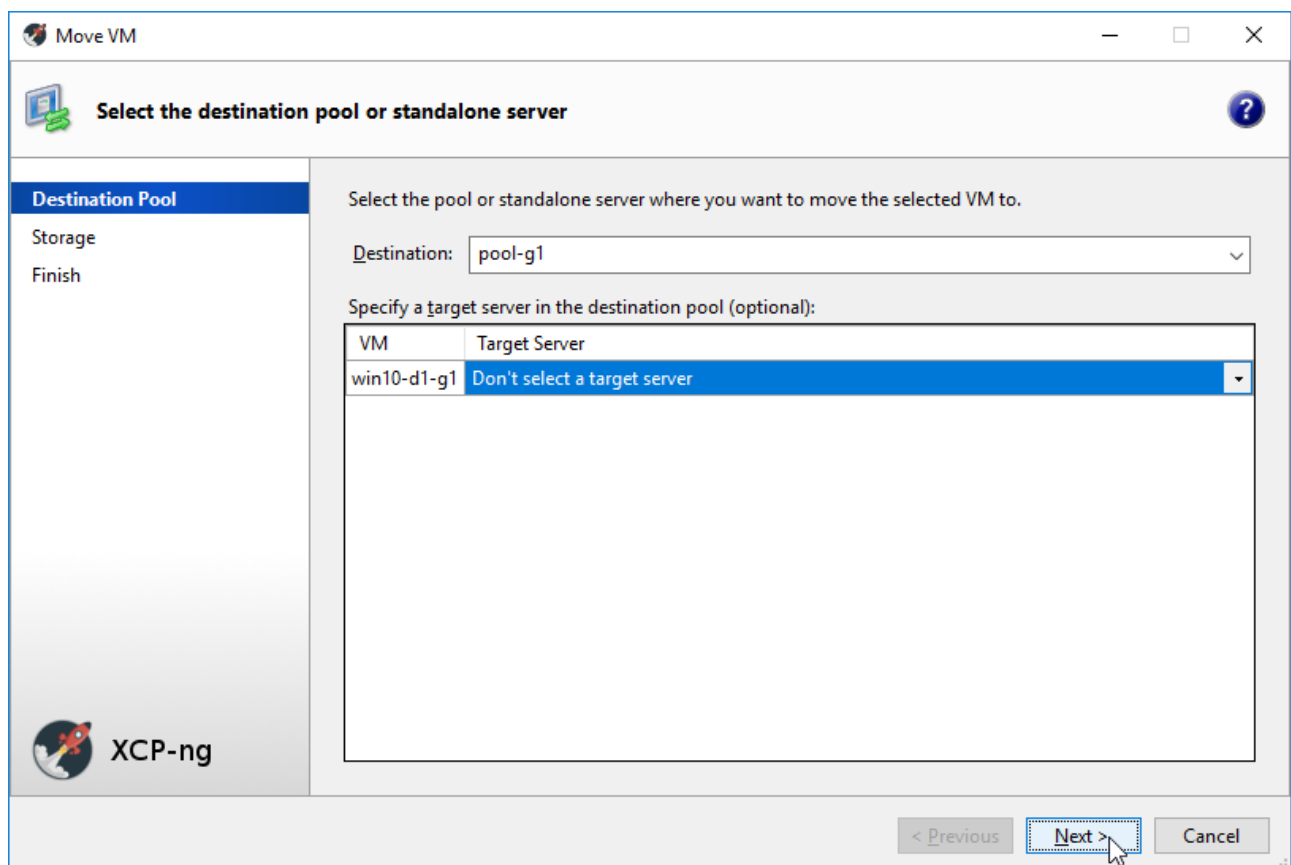 Move VM
Select the destination pool or standalone server
?
Destination Pool
Storage
Finish
Select the pool or standalone server where you want to move the selected VM to.
Destination: pool-g1
Specify a target server in the destination pool (optional):
VM Target Server
win10-d1-g1 Don't select a target server
XCP-ng
< Previous Next > Cancel